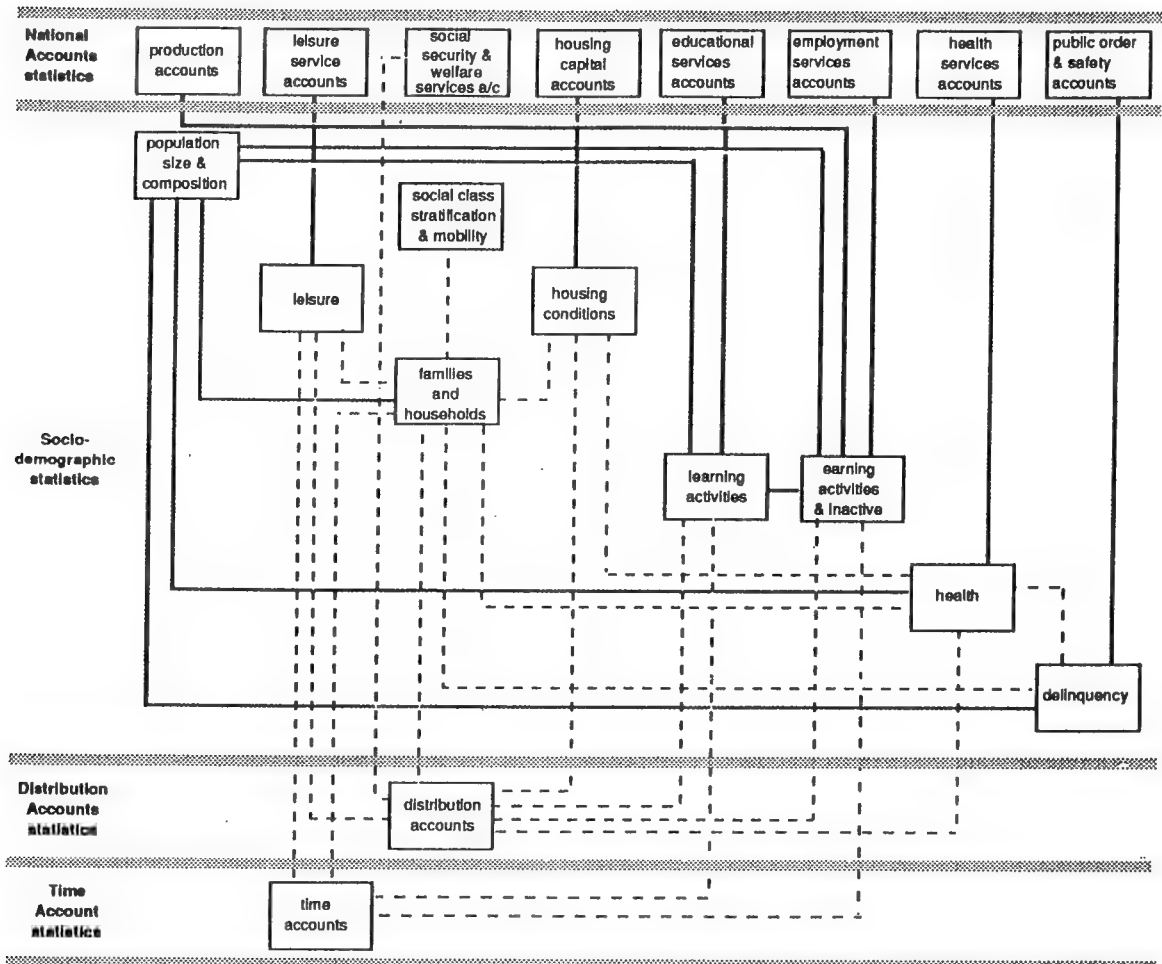 National
Accounts
statistics
production
accounts
leisure
service
accounts
social
security &
welfare
services a/c
housing
capital
accounts
educational
services
accounts
employment
services
accounts
health
services
accounts
public order
& safety
accounts
population
size &
composition
social class
stratification
& mobility
leisure
housing
conditions
families
and
households
Socio-
demographic
statistics
learning
activities
earning
activities
& inactive
health
delinquency
Distribution
Accounts
statistics
distribution
accounts
Time
Account
statistics
time
accounts